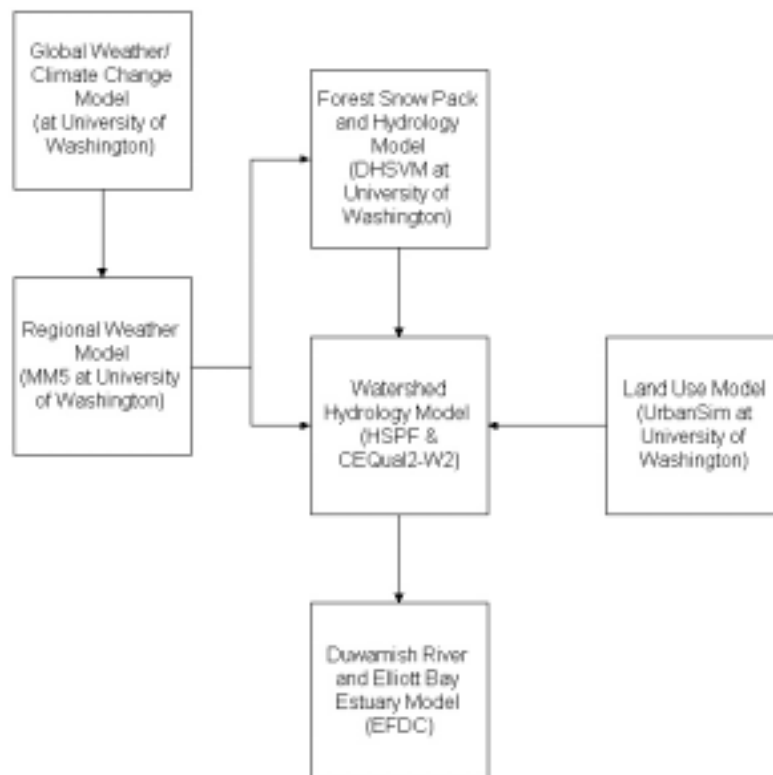 Global Weather/
Climate Change
Model
(at University of
Washington)
Forest Snow Pack
and Hydrology
Model
(DHSVM at
University of
Washington)
Regional Weather
Model
(MM5 at University
of Washington)
Watershed
Hydrology Model
(HSPF &
CEQual2-W2)
Land Use Model
(UrbanSim at
University of
Washington)
Duwamish River
and Elliott Bay
Estuary Model
(EFDC)